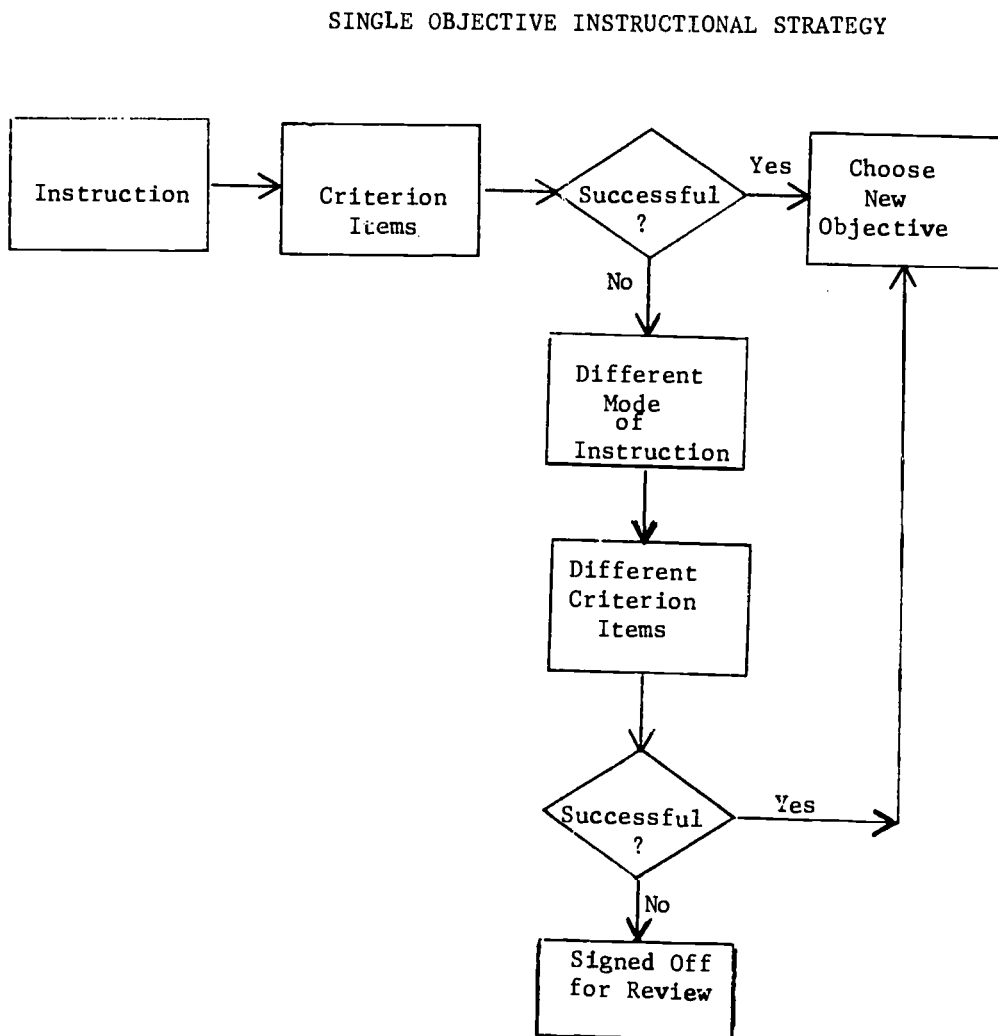 SINGLE OBJECTIVE INSTRUCTIONAL STRATEGY
Instruction
Criterion
Items
Successful
?
Yes
Choose
New
Objective
No
Different
Mode
of
Instruction
Different
Criterion
Items
Successful
?
Yes
No
Signed Off
for Review